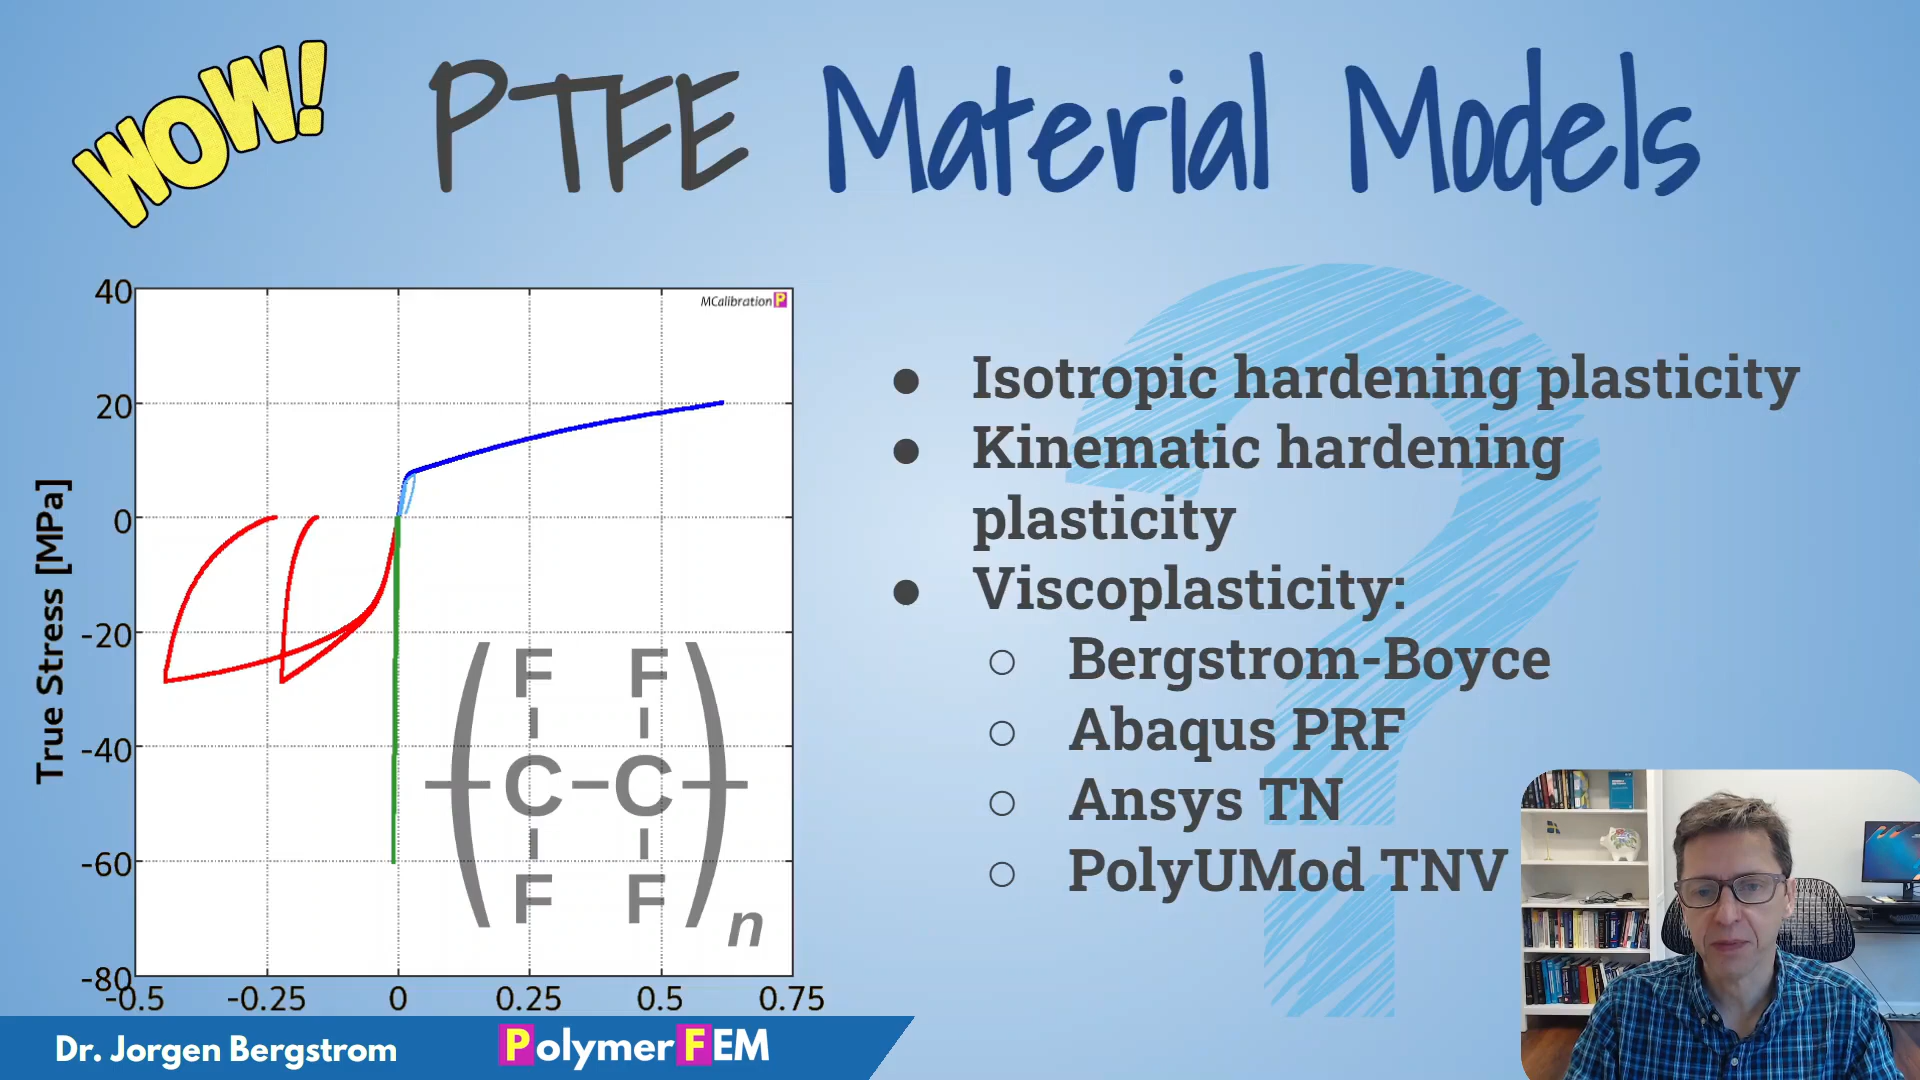 WOW!
PTFE Material Models
MCalibration P
40
20
0
-20
-40
-60
-80
True Stress [MPa]
-0.5 -0.25 0 0.25 0.5 0.75
F F
C C
F F
n
● Isotropic hardening plasticity
● Kinematic hardening
plasticity
● Viscoplasticity:
○ Bergstrom-Boyce
○ Abaqus PRF
○ Ansys TN
○ PolyUMod TNV
Dr. Jorgen Bergstrom
PolymerFEM